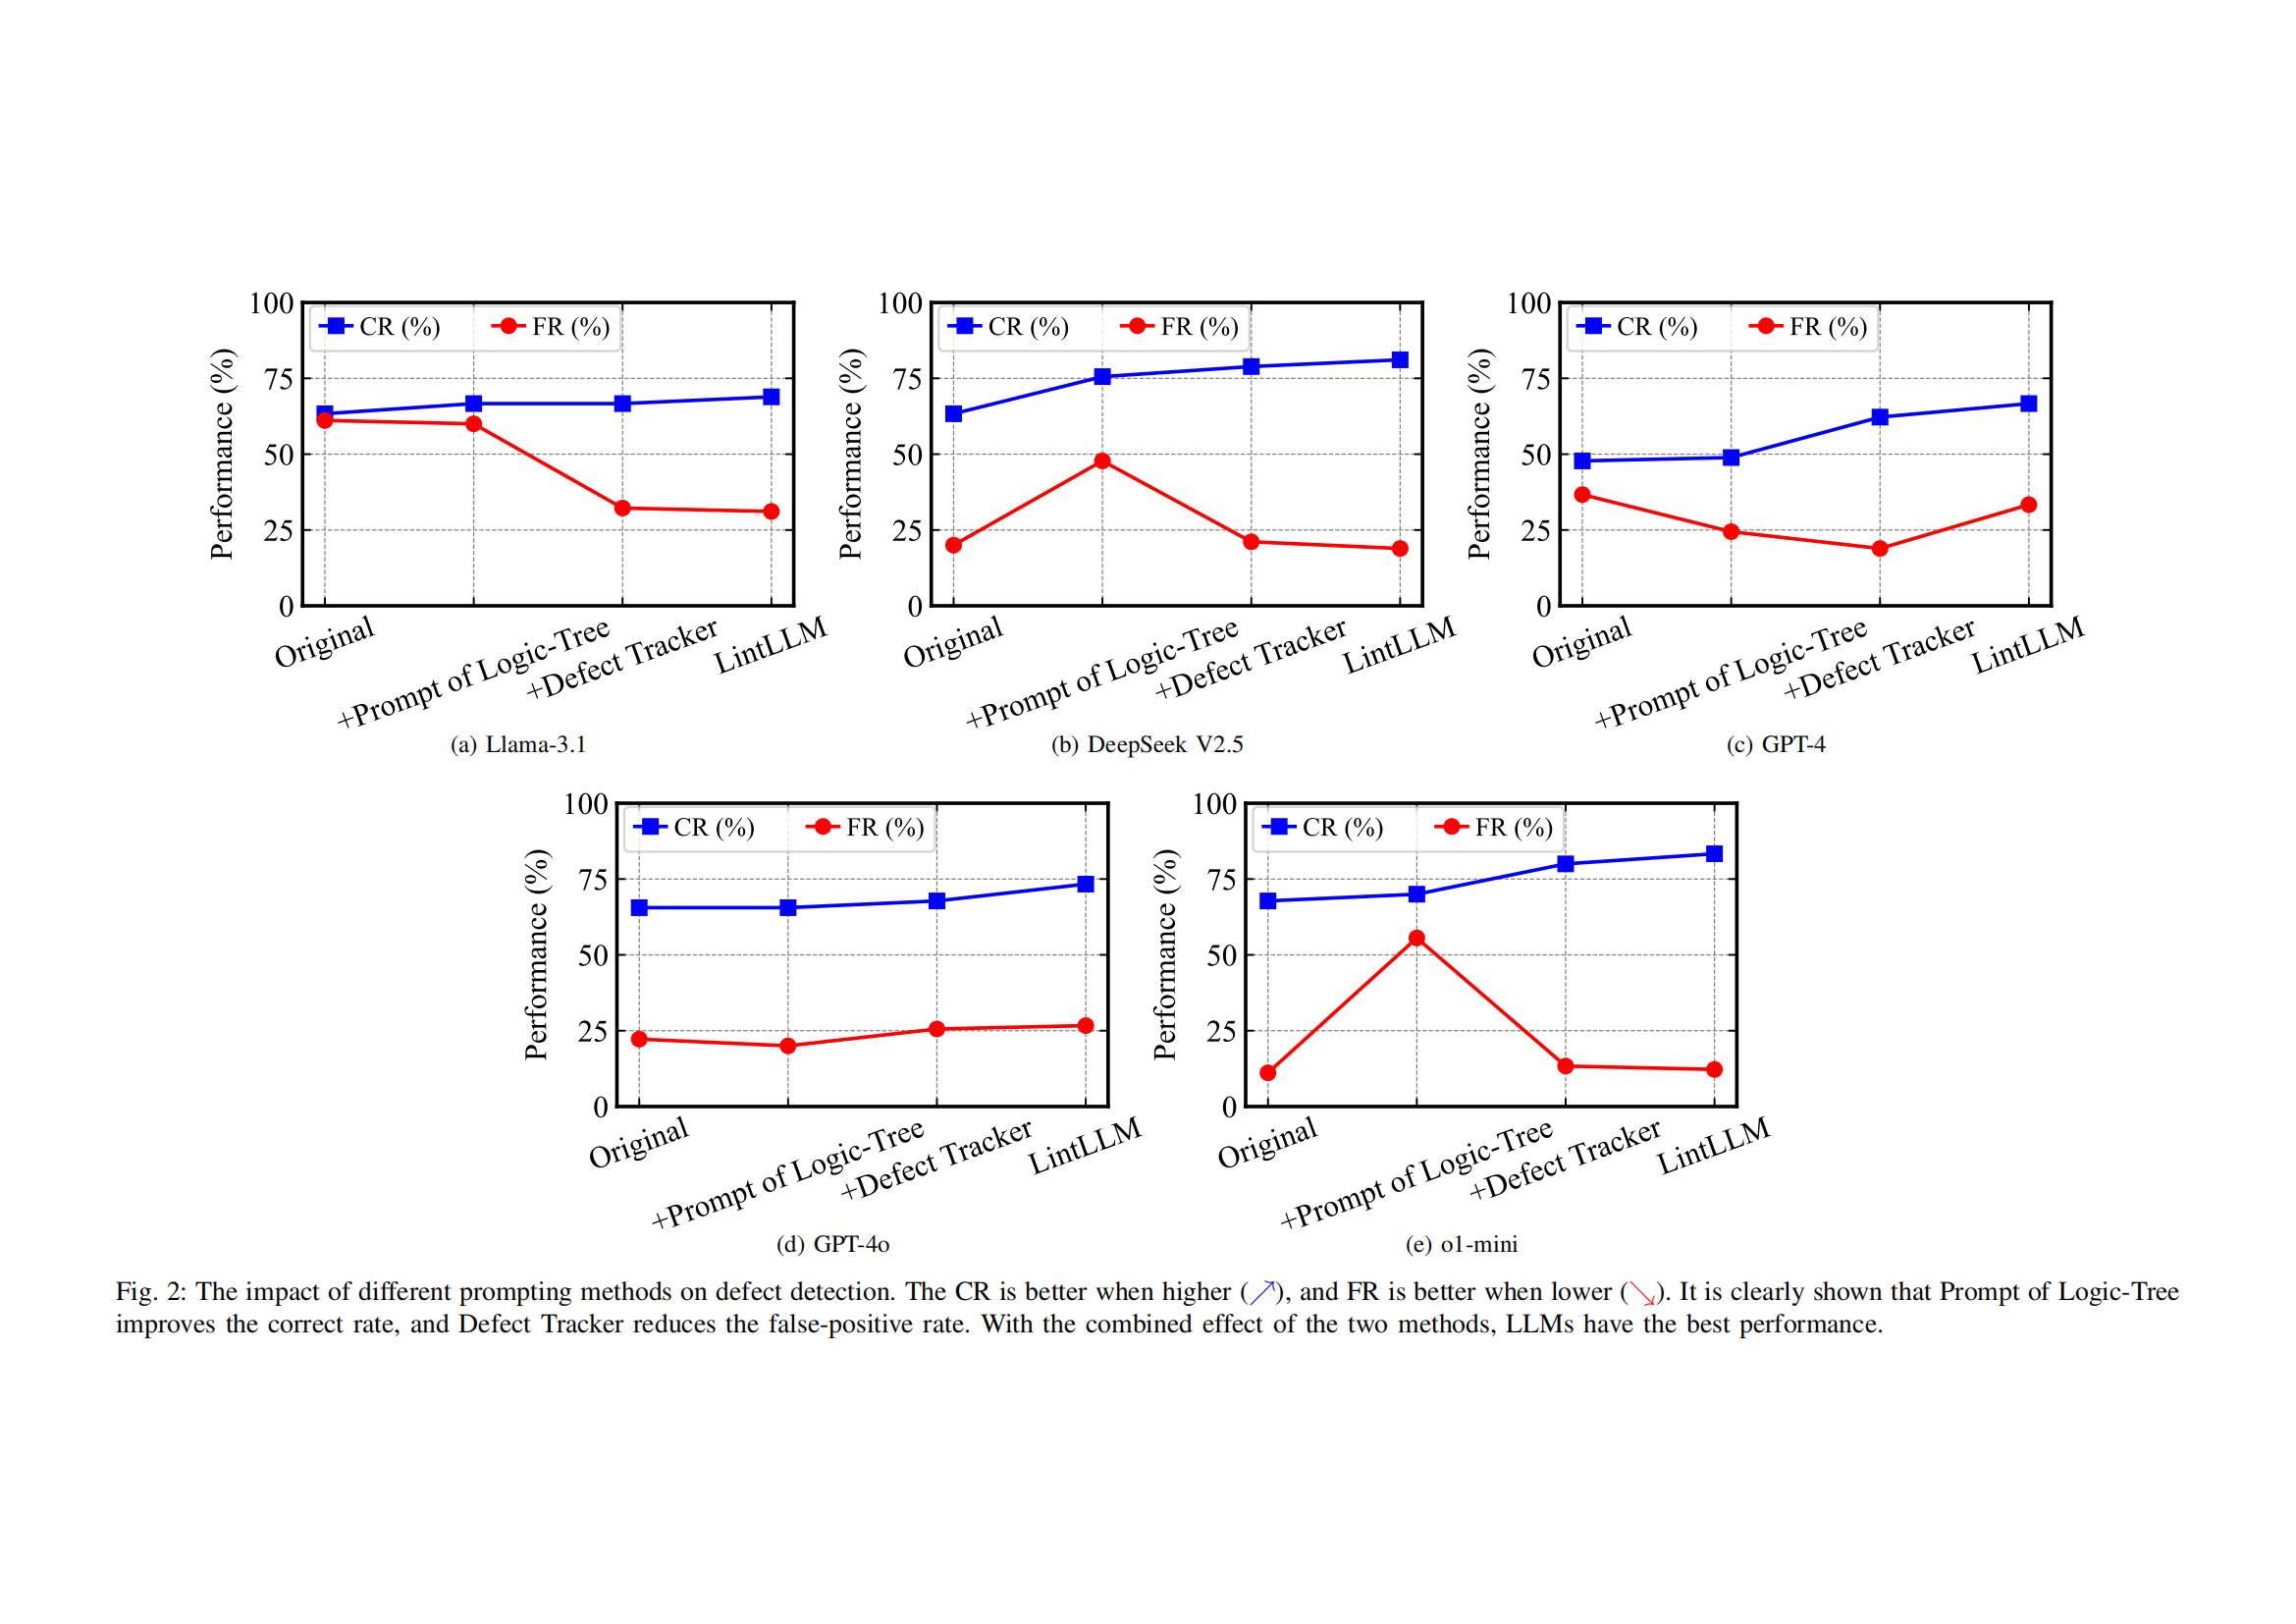 100
75
50
25
0
Performance (%)
CR (%)
FR (%)
Original
+Prompt of Logic-Tree
+Defect Tracker
LintLLM
(a) Llama-3.1
100
75
50
25
0
Performance (%)
CR (%)
FR (%)
Original
+Prompt of Logic-Tree
+Defect Tracker
LintLLM
(b) DeepSeek V2.5
100
75
50
25
0
Performance (%)
CR (%)
FR (%)
Original
+Prompt of Logic-Tree
+Defect Tracker
LintLLM
(c) GPT-4
100
75
50
25
0
Performance (%)
CR (%)
FR (%)
Original
+Prompt of Logic-Tree
+Defect Tracker
LintLLM
(d) GPT-4o
100
75
50
25
0
Performance (%)
CR (%)
FR (%)
Original
+Prompt of Logic-Tree
+Defect Tracker
LintLLM
(e) o1-mini
Fig. 2: The impact of different prompting methods on defect detection. The CR is better when higher (↗), and FR is better when lower (↘). It is clearly shown that Prompt of Logic-Tree
improves the correct rate, and Defect Tracker reduces the false-positive rate. With the combined effect of the two methods, LLMs have the best performance.